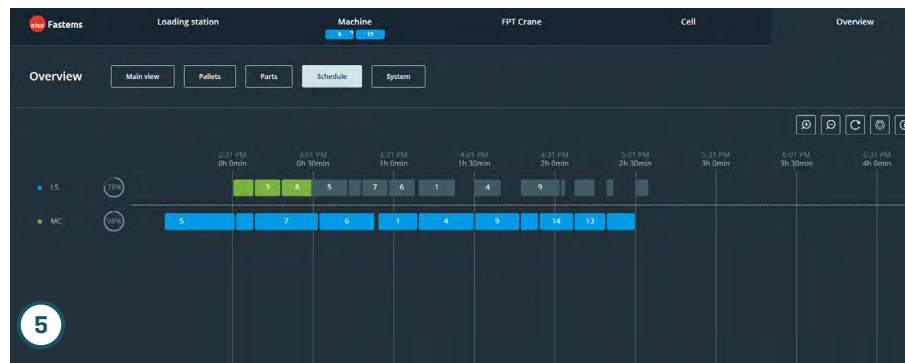 8760 Fastems Loading station Machine FPT Crane Cell Overview
5 17
Overview Main view Pallets Parts Schedule System
2:31 PM 3:01 PM 3:31 PM 4:01 PM 4:31 PM 5:01 PM 5:31 PM 6:01 PM 6:31 PM
0h 0min 0h 30min 1h 0min 1h 30min 2h 0min 2h 30min 3h 0min 3h 30min 4h 0min
LS 78% 3 8 5 7 6 1 4 9
MC 98% 5 7 6 1 4 9 14 13
5